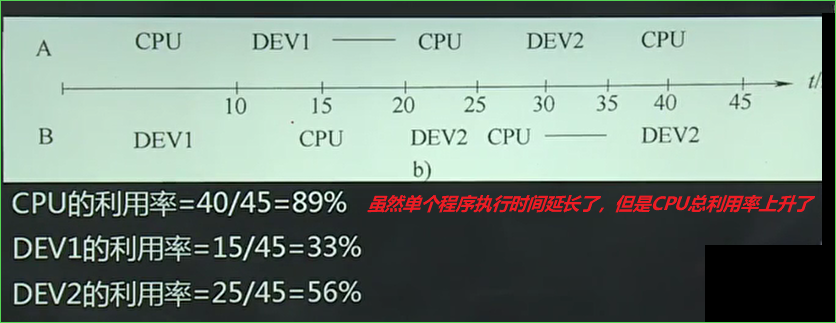 A CPU DEV1 CPU DEV2 CPU
t/
10 15 20 25 30 35 40 45
B DEV1 CPU DEV2 CPU DEV2
b)
CPU的利用率=40/45=89% 虽然单个程序执行时间延长了，但是CPU总利用率上升了
DEV1的利用率=15/45=33%
DEV2的利用率=25/45=56%